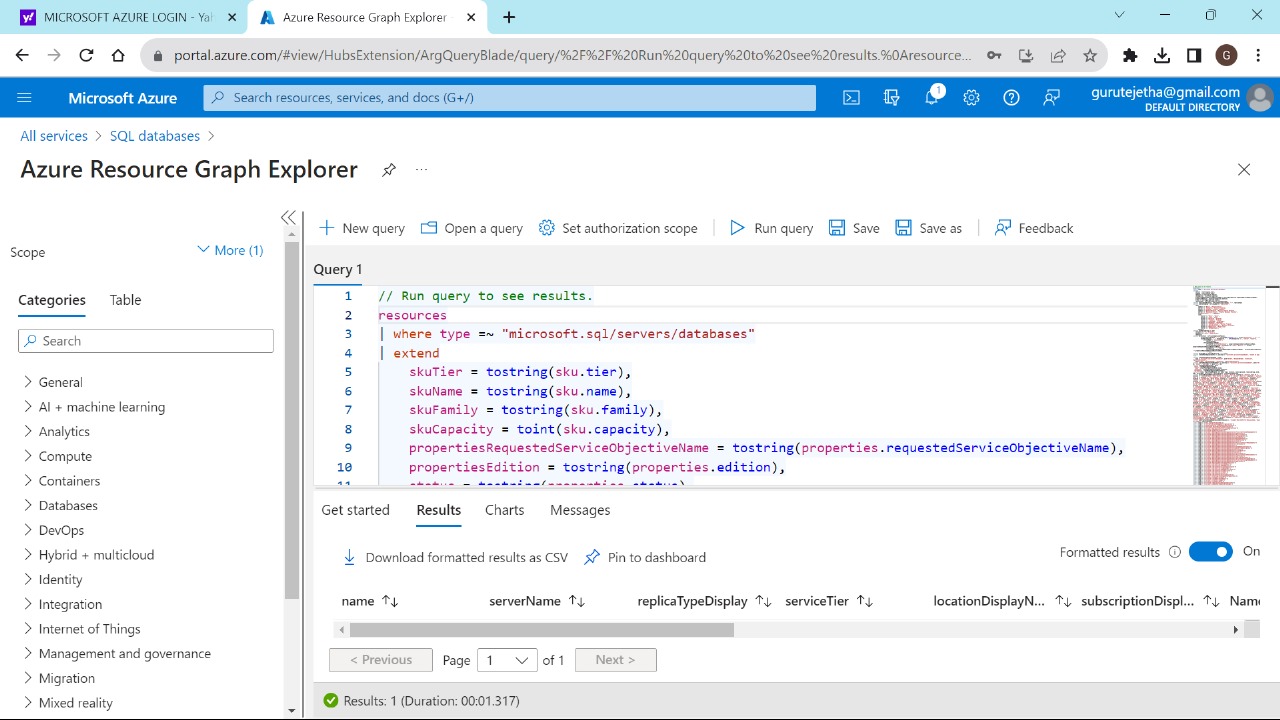 MICROSOFT AZURE LOGIN - Ya
Azure Resource Graph Explorer
portal.azure.com/#view/HubsExtension/ArgQueryBlade/query/%2F%2F%20Run%20query%20to%20see%20results.%0Aresource...
G
Microsoft Azure
Search resources, services, and docs (G+/)
1
gurutejetha@gmail.com
DEFAULT DIRECTORY
All services > SQL databases >
Azure Resource Graph Explorer
...
New query
Open a query
Set authorization scope
Run query
Save
Save as
Feedback
Scope
More (1)
Categories
Table
Search
General
AI + machine learning
Analytics
Compute
Containers
Databases
DevOps
Hybrid + multicloud
Identity
Integration
Internet of Things
Management and governance
Migration
Mixed reality
Query 1
1 // Run query to see results.
2 resources
3 | where type =~ "microsoft.sql/servers/databases"
4 | extend
5 skuTier = tostring(sku.tier),
6 skuName = tostring(sku.name),
7 skuFamily = tostring(sku.family),
8 skuCapacity = toint(sku.capacity),
9 propertiesRequestedServiceObjectiveName = tostring(properties.requestedServiceObjectiveName),
10 propertiesEdition = tostring(properties.edition),
11 status = tostring(properties.status)
Get started
Results
Charts
Messages
Download formatted results as CSV
Pin to dashboard
Formatted results
On
name
serverName
replicaTypeDisplay
serviceTier
locationDisplayN...
subscriptionDispl...
Name
< Previous
Page
1
of 1
Next >
Results: 1 (Duration: 00:01.317)